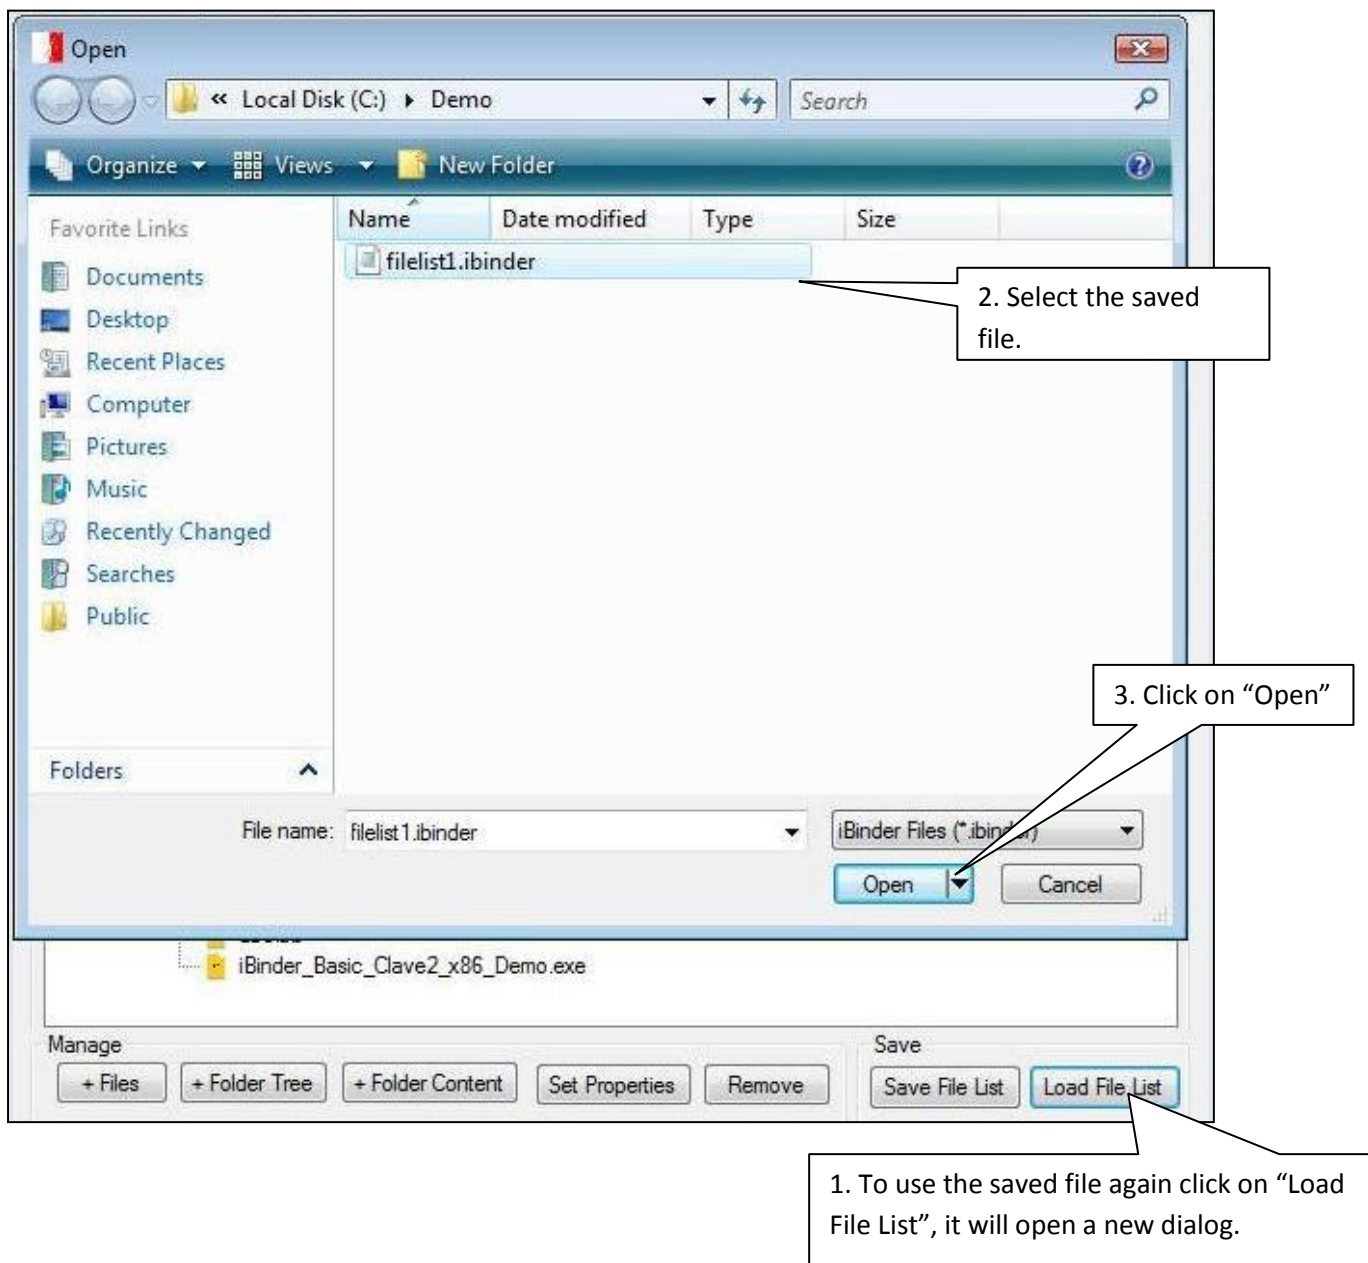 Open
« Local Disk (C:) Demo
Search
Organize Views New Folder
Favorite Links
Name Date modified Type Size
filelist1.ibinder
Documents
Desktop
Recent Places
Computer
Pictures
Music
Recently Changed
Searches
Public
2. Select the saved
file.
3. Click on “Open”
Folders
File name: filelist1.ibinder
iBinder Files (*.ibinder)
Open Cancel
iBinder_Basic_Clave2_x86_Demo.exe
Manage
+ Files + Folder Tree + Folder Content Set Properties Remove
Save
Save File List Load File List
1. To use the saved file again click on “Load
File List”, it will open a new dialog.